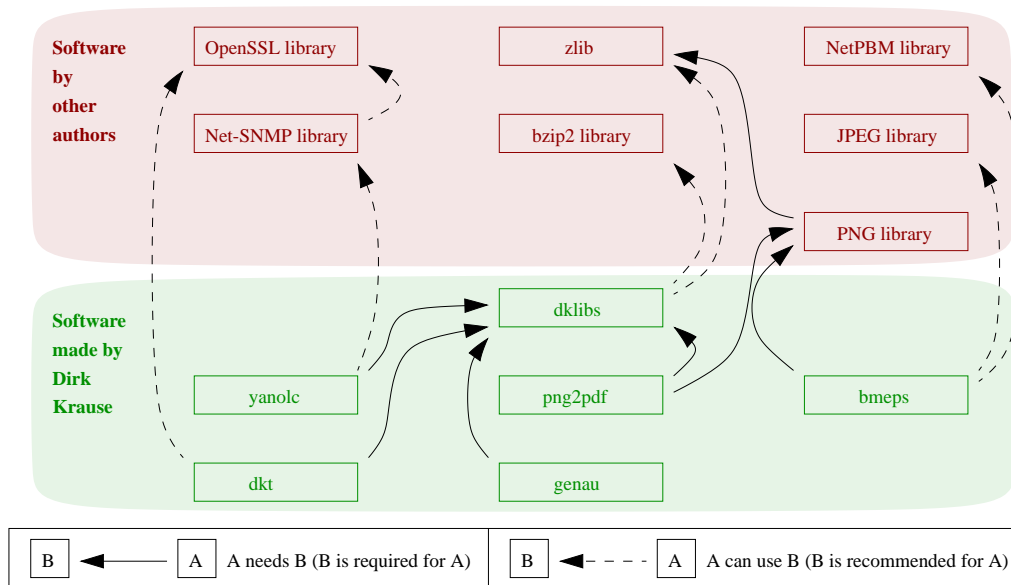 Software
by
other
authors
OpenSSL library
zlib
NetPBM library
Net-SNMP library
bzip2 library
JPEG library
PNG library
Software
made by
Dirk
Krause
dklibs
yanolc
png2pdf
bmeps
dkt
genau
B
A
A needs B (B is required for A)
B
A
A can use B (B is recommended for A)